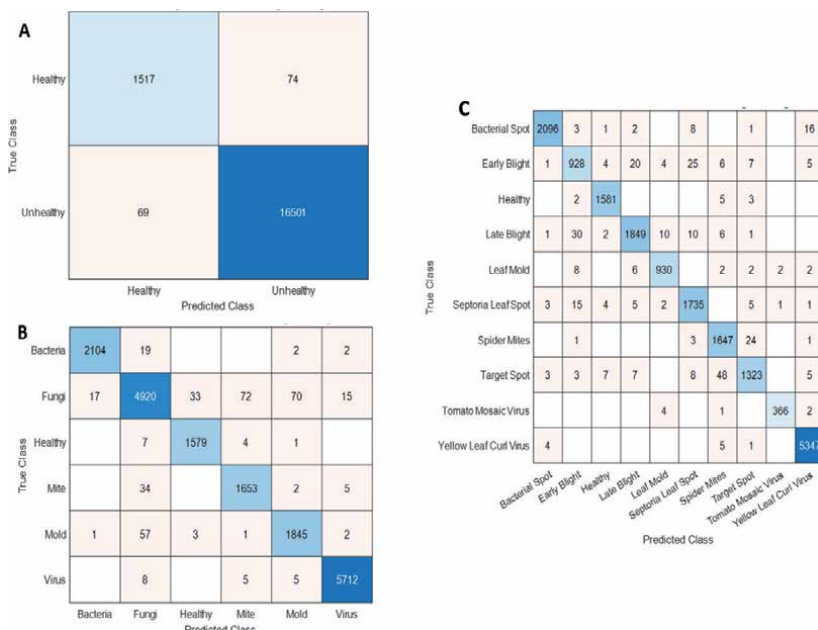 A
Healthy 1517 74
Unhealthy 69 16501
True Class
Healthy Unhealthy
Predicted Class
B
Bacteria 2104 19 2 2
Fungi 17 4920 33 72 70 15
Healthy 7 1579 4 1
Mite 34 1653 2 5
Mold 1 57 3 1 1845 2
Virus 8 5 5 5712
True Class
Bacteria Fungi Healthy Mite Mold Virus
Predicted Class
C
Bacterial Spot 2096 3 1 2 8 1 16
Early Blight 1 928 4 20 4 25 6 7 5
Healthy 2 1581 5 3
Late Blight 1 30 2 1849 10 10 6 1
Leaf Mold 8 6 930 2 2 2 2
Septoria Leaf Spot 3 15 4 5 2 1735 5 1 1
Spider Mites 1 3 1647 24 1
Target Spot 3 3 7 7 8 48 1323 5
Tomato Mosaic Virus 4 1 366 2
Yellow Leaf Curl Virus 4 5 1 5347
True Class
Bacterial Spot Early Blight Healthy Late Blight Leaf Mold Septoria Leaf Spot Spider Mites Target Spot Tomato Mosaic Virus Yellow Leaf Curl Virus
Predicted Class